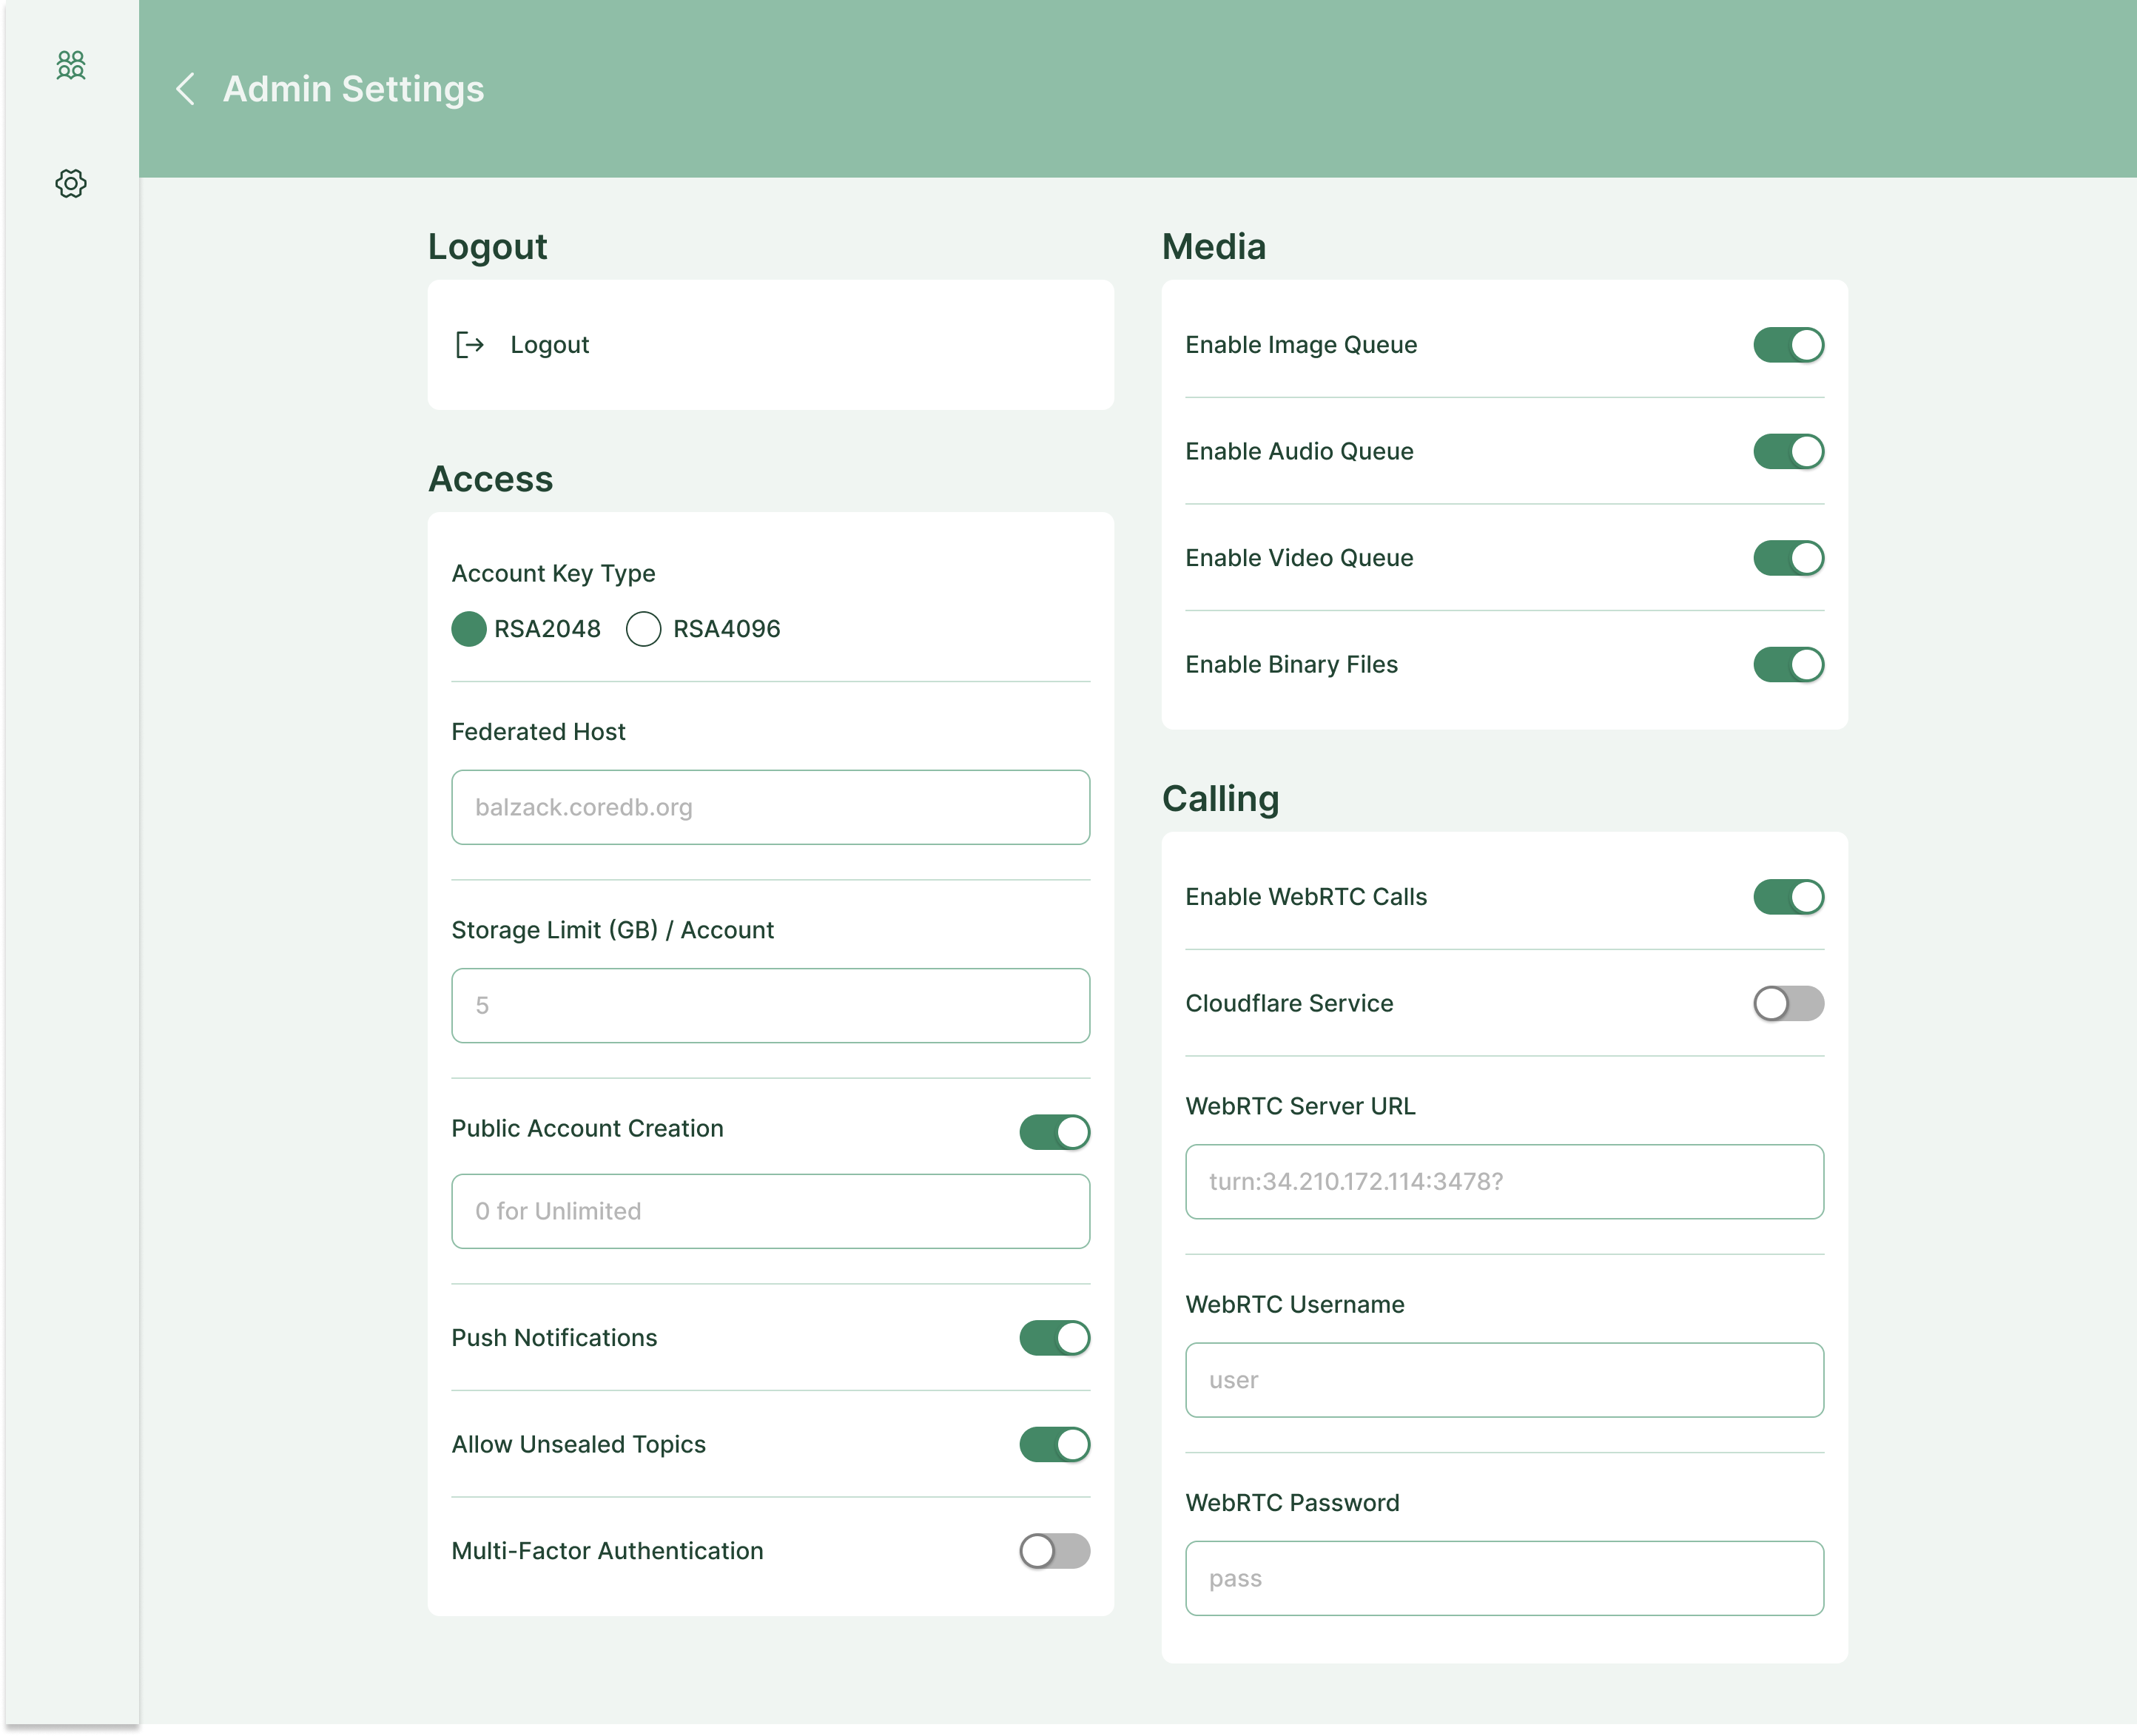 Admin Settings
Logout
Logout
Access
Account Key Type
RSA2048 RSA4096
Federated Host
balzack.coredb.org
Storage Limit (GB) / Account
5
Public Account Creation
0 for Unlimited
Push Notifications
Allow Unsealed Topics
Multi-Factor Authentication
Media
Enable Image Queue
Enable Audio Queue
Enable Video Queue
Enable Binary Files
Calling
Enable WebRTC Calls
Cloudflare Service
WebRTC Server URL
turn:34.210.172.114:3478?
WebRTC Username
user
WebRTC Password
pass